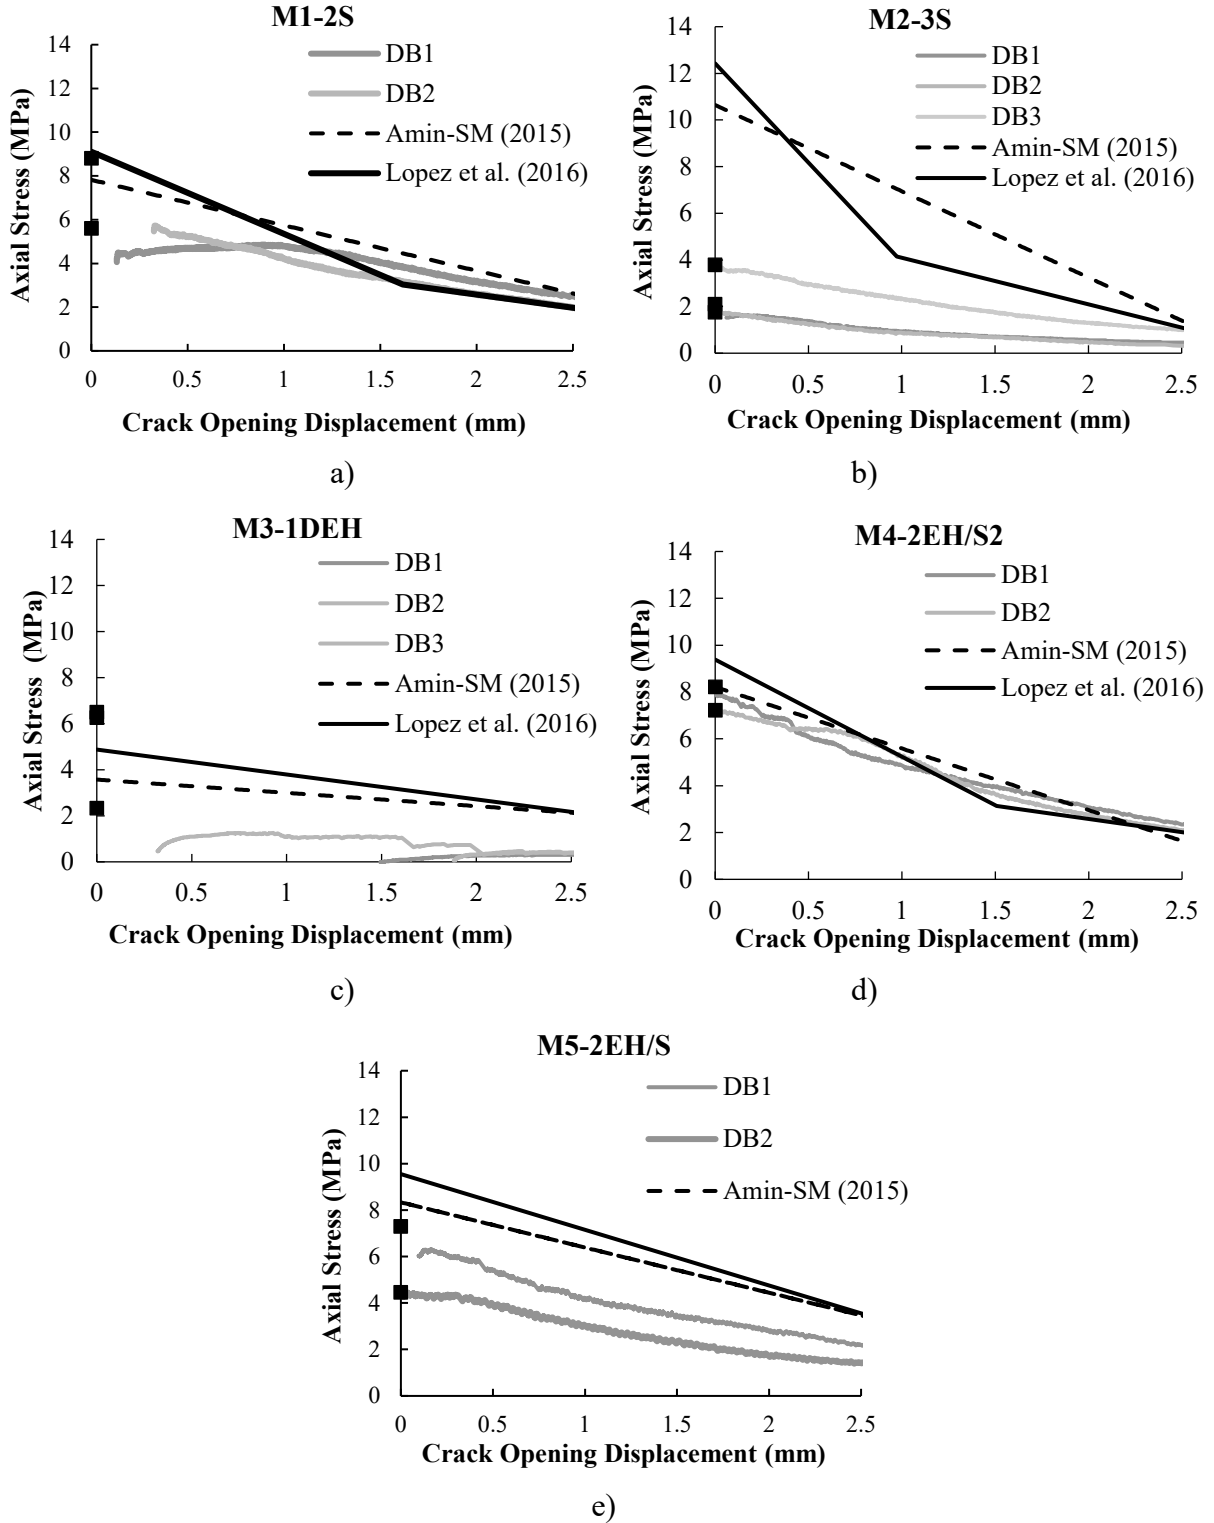 M1-2S
DB1
DB2
Amin-SM (2015)
Lopez et al. (2016)
Axial Stress (MPa)
14
12
10
8
6
4
2
0
0 0.5 1 1.5 2 2.5
Crack Opening Displacement (mm)
a)
M2-3S
DB1
DB2
DB3
Amin-SM (2015)
Lopez et al. (2016)
Axial Stress (MPa)
14
12
10
8
6
4
2
0
0 0.5 1 1.5 2 2.5
Crack Opening Displacement (mm)
b)
M3-1DEH
DB1
DB2
DB3
Amin-SM (2015)
Lopez et al. (2016)
Axial Stress (MPa)
14
12
10
8
6
4
2
0
0 0.5 1 1.5 2 2.5
Crack Opening Displacement (mm)
c)
M4-2EH/S2
DB1
DB2
Amin-SM (2015)
Lopez et al. (2016)
Axial Stress (MPa)
14
12
10
8
6
4
2
0
0 0.5 1 1.5 2 2.5
Crack Opening Displacement (mm)
d)
M5-2EH/S
DB1
DB2
Amin-SM (2015)
Axial Stress (MPa)
14
12
10
8
6
4
2
0
0 0.5 1 1.5 2 2.5
Crack Opening Displacement (mm)
e)